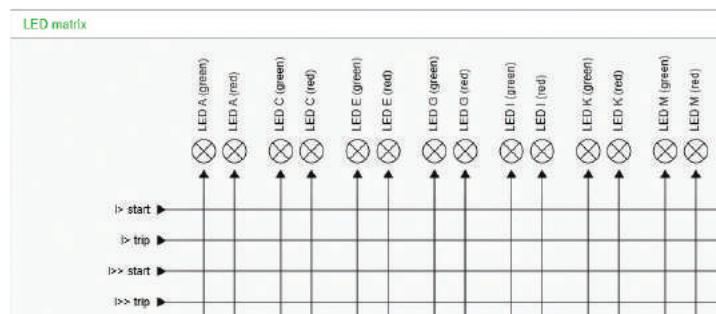 LED matrix
LED A (green)
LED A (red)
LED C (green)
LED C (red)
LED E (green)
LED E (red)
LED G (green)
LED G (red)
LED I (green)
LED I (red)
LED K (green)
LED K (red)
LED M (green)
LED M (red)
I> start
I> trip
I>> start
I>> trip